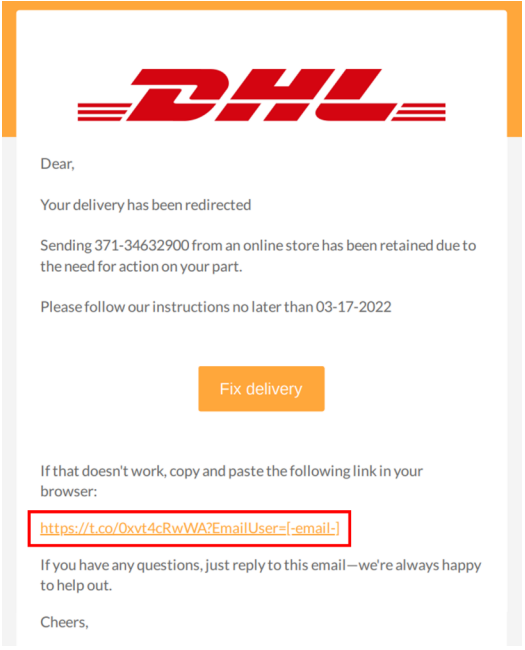 DHL
Dear,
Your delivery has been redirected
Sending 371-34632900 from an online store has been retained due to
the need for action on your part.
Please follow our instructions no later than 03-17-2022
Fix delivery
If that doesn't work, copy and paste the following link in your
browser:
https://t.co/0xvt4cRwWA?EmailUser=[-email-]
If you have any questions, just reply to this email—we're always happy
to help out.
Cheers,